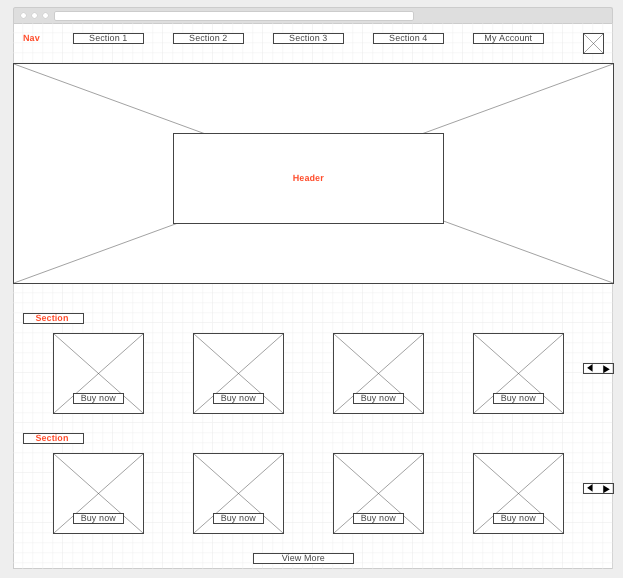 Nav
Section 1
Section 2
Section 3
Section 4
My Account
Header
Section
Buy now
Buy now
Buy now
Buy now
Section
Buy now
Buy now
Buy now
Buy now
View More